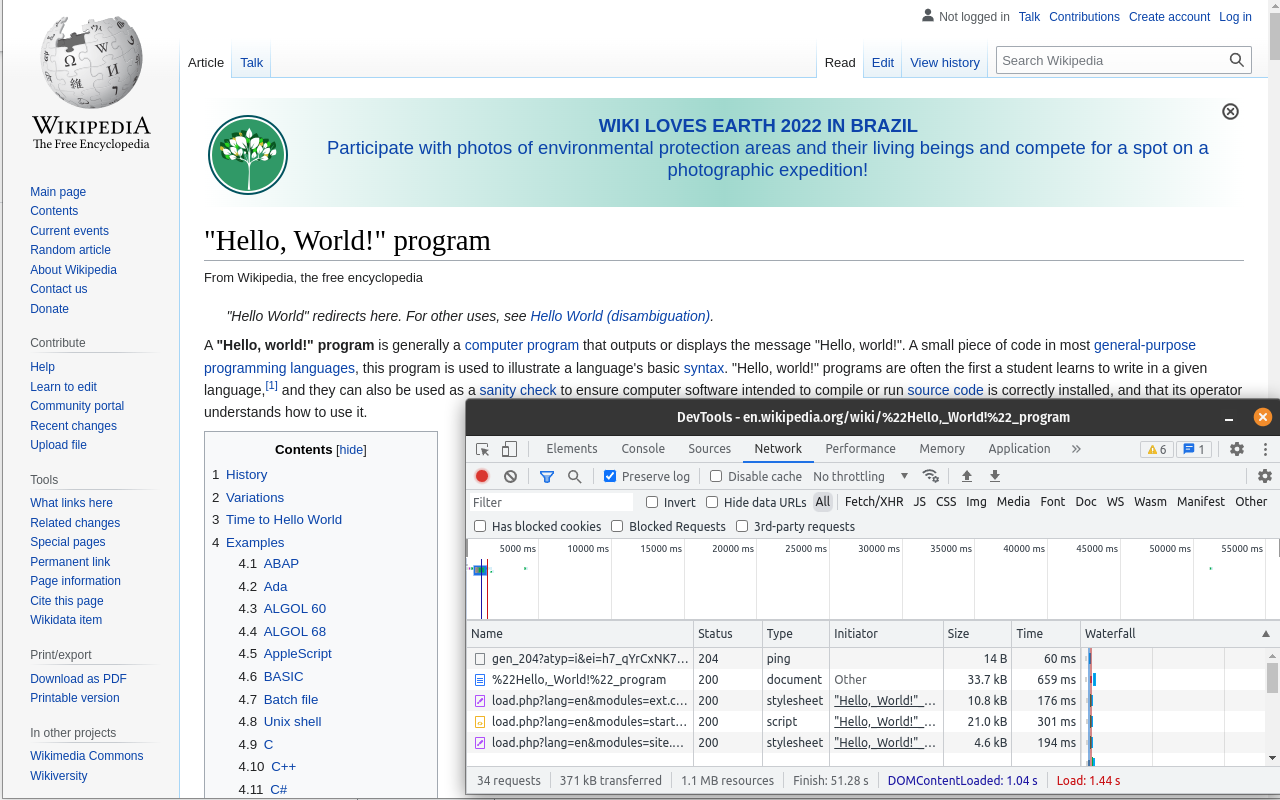 Not logged in Talk Contributions Create account Log in
Article Talk Read Edit View history Search Wikipedia
WIKIPEDIA
The Free Encyclopedia
Main page
Contents
Current events
Random article
About Wikipedia
Contact us
Donate
Contribute
Help
Learn to edit
Community portal
Recent changes
Upload file
Tools
What links here
Related changes
Special pages
Permanent link
Page information
Cite this page
Wikidata item
Print/export
Download as PDF
Printable version
In other projects
Wikimedia Commons
Wikiversity
WIKI LOVES EARTH 2022 IN BRAZIL
Participate with photos of environmental protection areas and their living beings and compete for a spot on a
photographic expedition!
"Hello, World!" program
From Wikipedia, the free encyclopedia
"Hello World" redirects here. For other uses, see Hello World (disambiguation).
A "Hello, world!" program is generally a computer program that outputs or displays the message "Hello, world!". A small piece of code in most general-purpose
programming languages, this program is used to illustrate a language's basic syntax. "Hello, world!" programs are often the first a student learns to write in a given
language,[1] and they can also be used as a sanity check to ensure computer software intended to compile or run source code is correctly installed, and that its operator
understands how to use it.
Contents [hide]
1 History
2 Variations
3 Time to Hello World
4 Examples
4.1 ABAP
4.2 Ada
4.3 ALGOL 60
4.4 ALGOL 68
4.5 AppleScript
4.6 BASIC
4.7 Batch file
4.8 Unix shell
4.9 C
4.10 C++
4.11 C#
DevTools - en.wikipedia.org/wiki/%22Hello,_World!%22_program
Elements Console Sources Network Performance Memory Application » 6 1
Preserve log Disable cache No throttling
Filter Invert Hide data URLs All Fetch/XHR JS CSS Img Media Font Doc WS Wasm Manifest Other
Has blocked cookies Blocked Requests 3rd-party requests
5000 ms 10000 ms 15000 ms 20000 ms 25000 ms 30000 ms 35000 ms 40000 ms 45000 ms 50000 ms 55000 ms
Name Status Type Initiator Size Time Waterfall
gen_204?atyp=i&ei=h7_qYrCxNK7… 204 ping 14 B 60 ms
%22Hello,_World!%22_program 200 document Other 33.7 kB 659 ms
load.php?lang=en&modules=ext.c… 200 stylesheet "Hello,_World!"_… 10.8 kB 176 ms
load.php?lang=en&modules=start… 200 script "Hello,_World!"_… 21.0 kB 301 ms
load.php?lang=en&modules=site.… 200 stylesheet "Hello,_World!"_… 4.6 kB 194 ms
34 requests 371 kB transferred 1.1 MB resources Finish: 51.28 s DOMContentLoaded: 1.04 s Load: 1.44 s